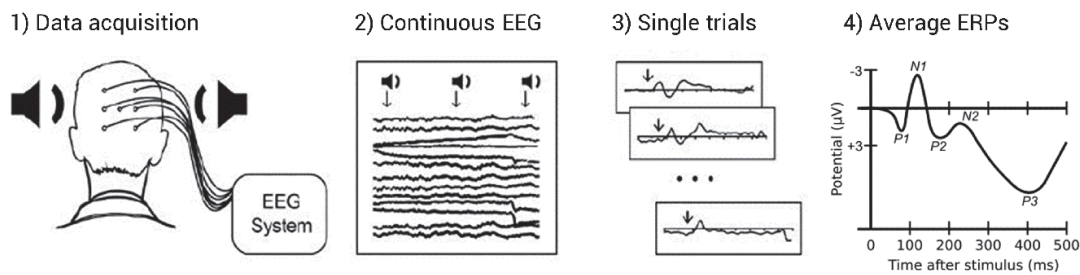 1) Data acquisition
2) Continuous EEG
3) Single trials
4) Average ERPs
EEG
System
Potential (µV)
-3
+3
N1
P1
P2
N2
P3
0 100 200 300 400 500
Time after stimulus (ms)